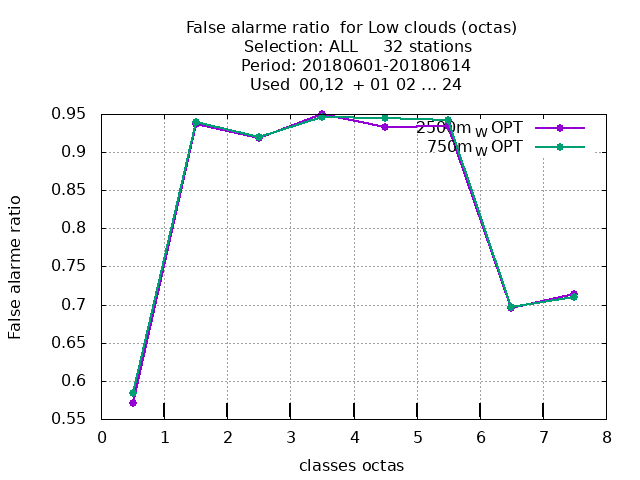 False alarme ratio  for Low clouds (octas)
Selection: ALL     32 stations
Period: 20180601-20180614
Used  00,12  + 01 02 ... 24
2500m W OPT
750m W OPT
0.95
0.9
0.85
0.8
0.75
0.7
0.65
0.6
0.55
False alarme ratio
0 1 2 3 4 5 6 7 8
classes octas